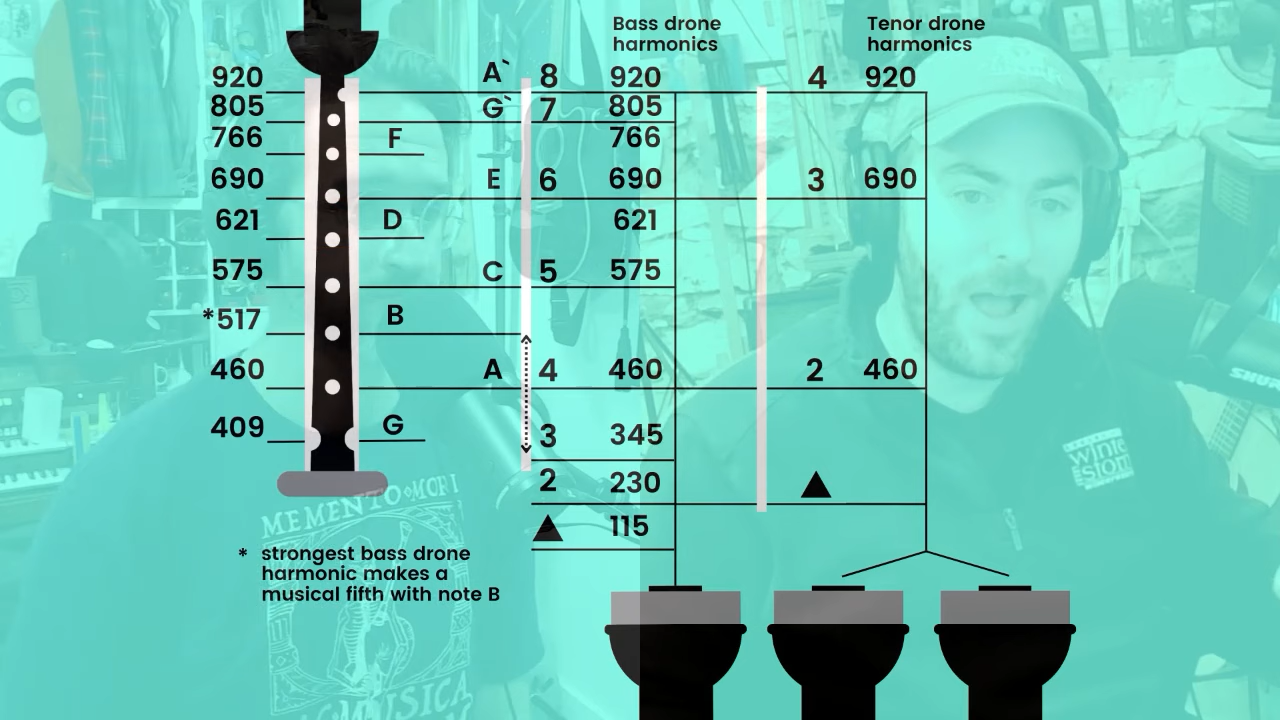 Bass drone
harmonics
Tenor drone
harmonics
920 A` 8 920 4 920
805 G` 7 805
766 F 766
690 E 6 690 3 690
621 D 621
575 C 5 575
*517 B
460 A 4 460 2 460
409 G
3 345
2 230
115
* strongest bass drone
harmonic makes a
musical fifth with note B
MEMENTO MORI
MUSICA
SHURE